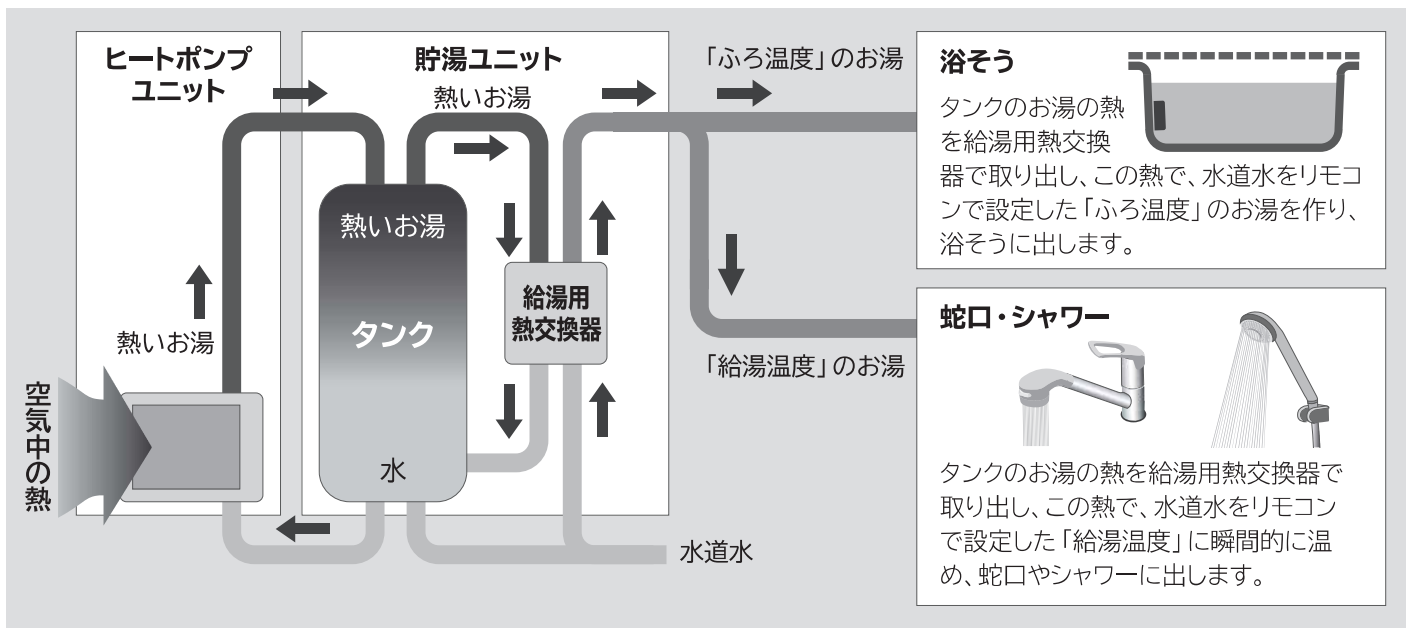 ヒートポンプ
ユニット
貯湯ユニット
熱いお湯
「ふろ温度」のお湯
浴そう
タンクのお湯の熱
を給湯用熱交換
器で取り出し、この熱で、水道水をリモコ
ンで設定した「ふろ温度」のお湯を作り、
浴そうに出します。
熱いお湯
タンク
水
給湯用
熱交換器
熱いお湯
空気中の熱
「給湯温度」のお湯
水道水
蛇口・シャワー
タンクのお湯の熱を給湯用熱交換器で
取り出し、この熱で、水道水をリモコン
で設定した「給湯温度」に瞬間的に温
め、蛇口やシャワーに出します。